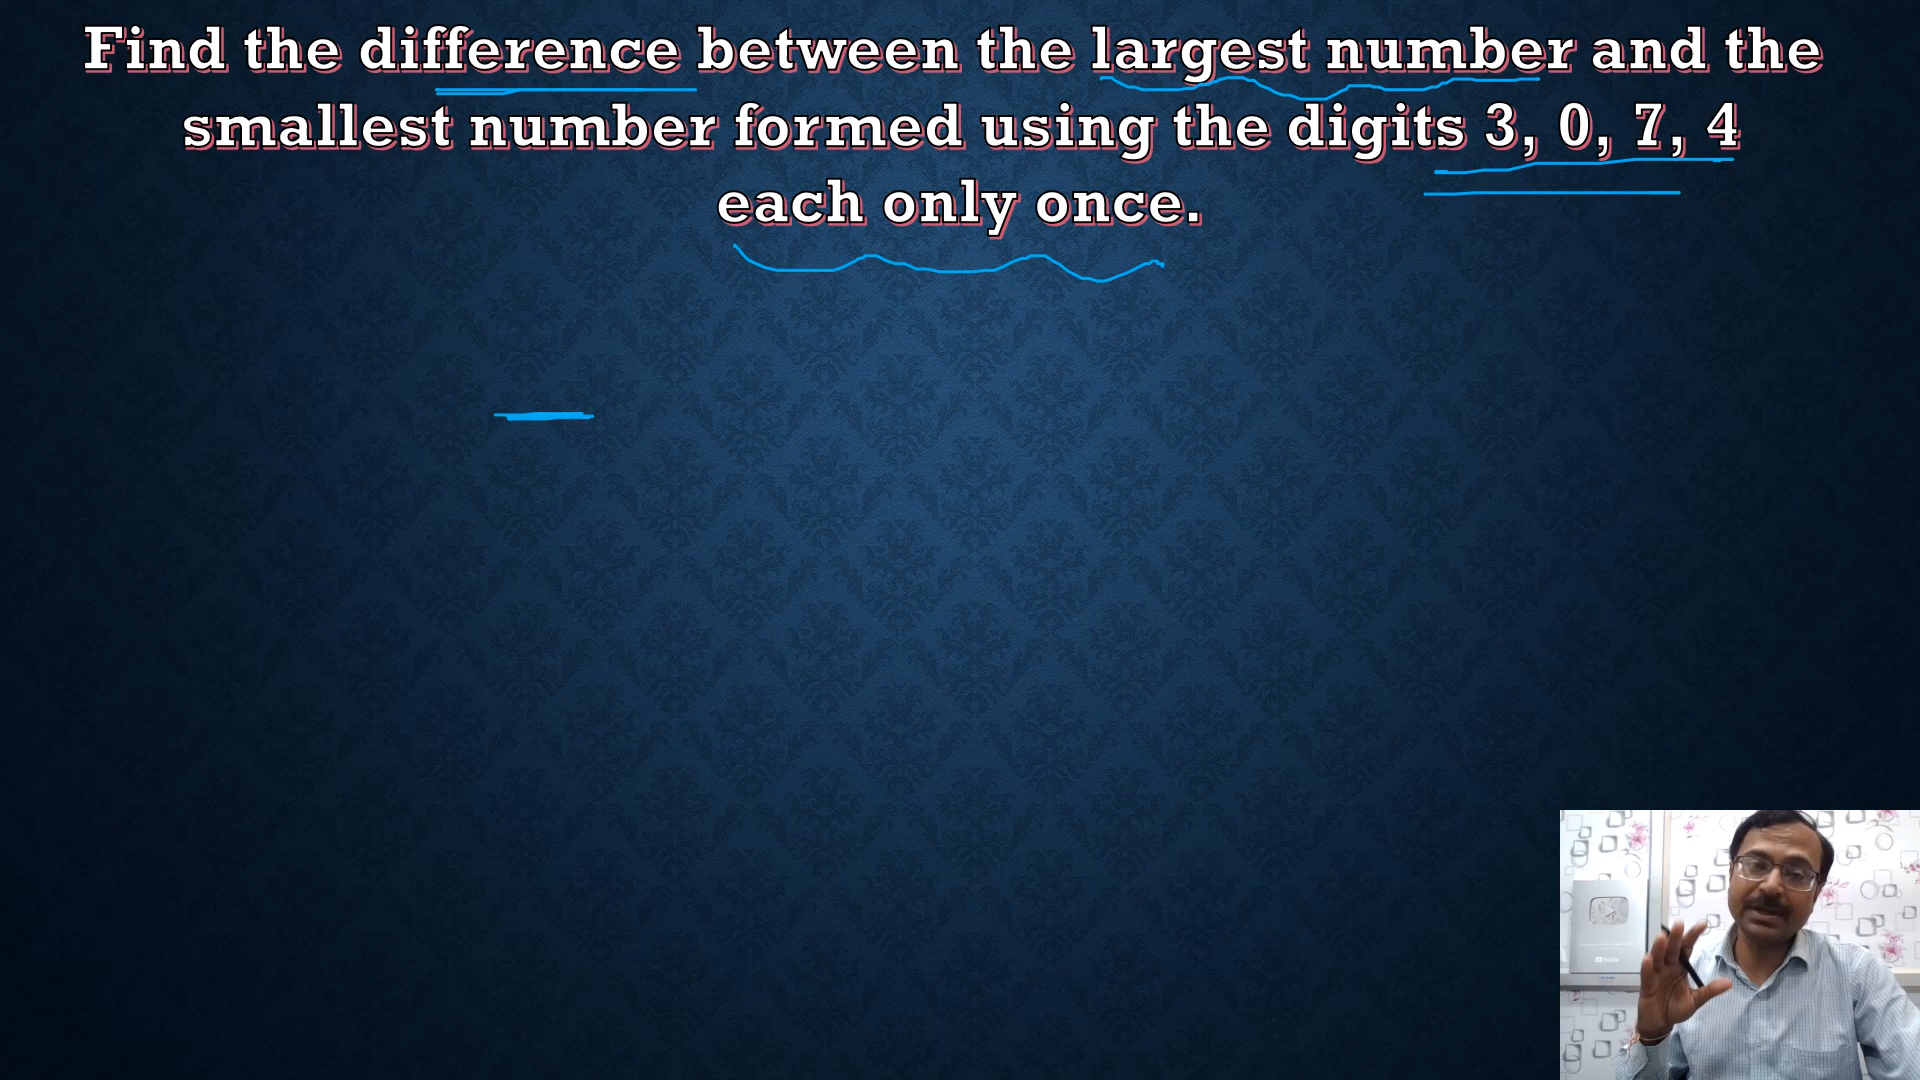 Find the difference between the largest number and the
smallest number formed using the digits 3, 0, 7, 4
each only once.
YouTube